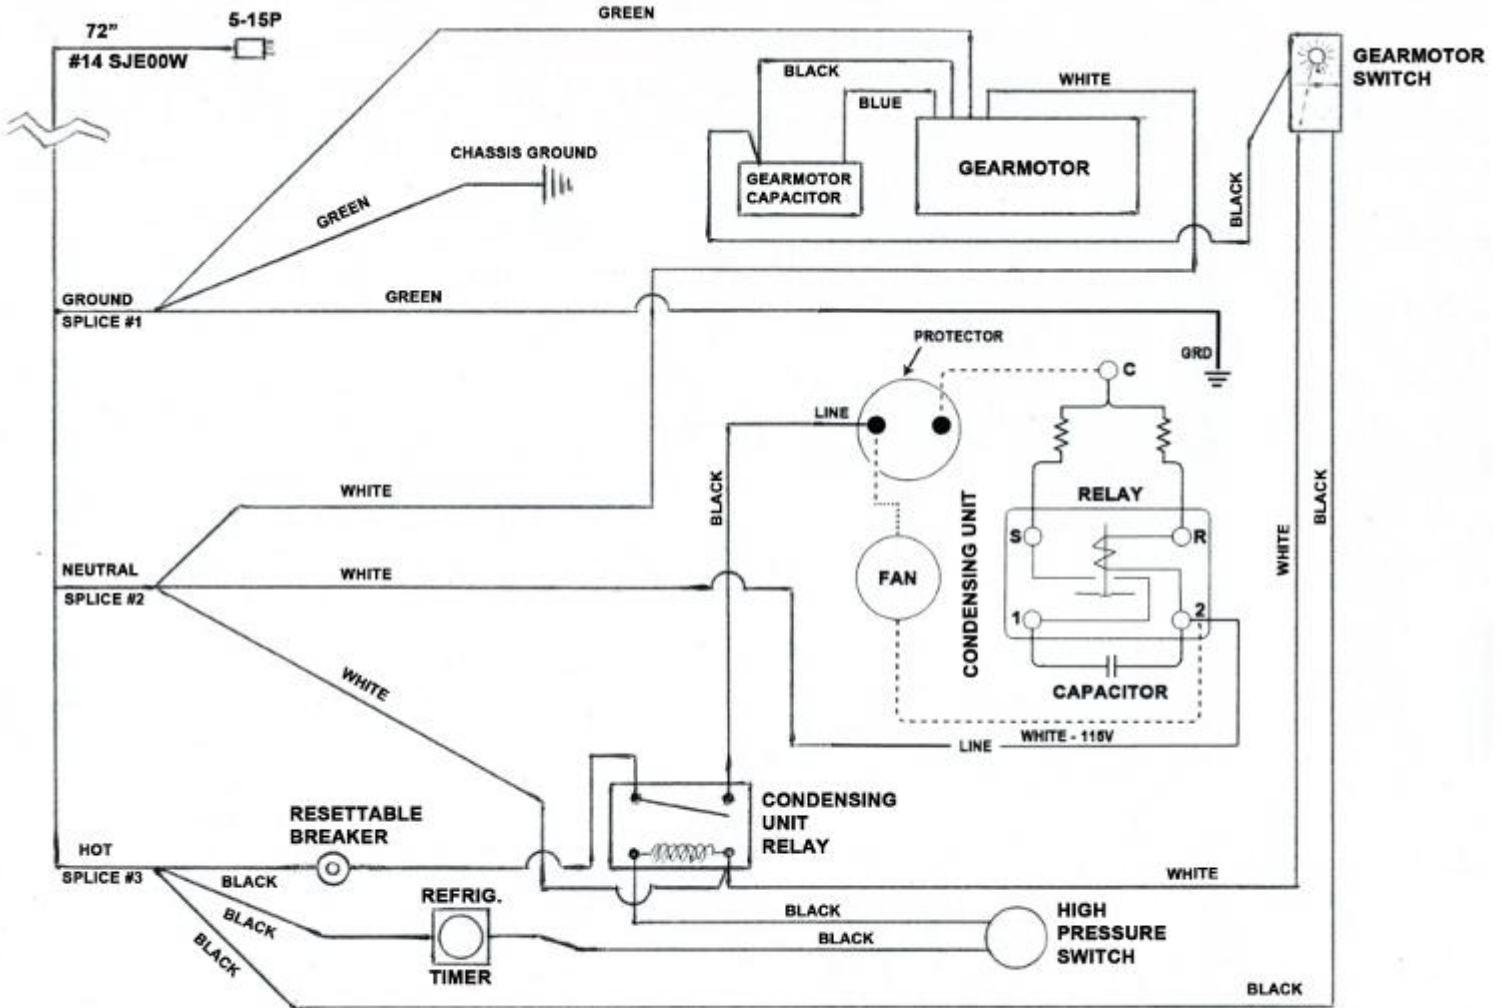 GREEN
5-15P
72"
#14 SJE00W
GEARMOTOR
SWITCH
BLACK
WHITE
BLUE
CHASSIS GROUND
GEARMOTOR
GEARMOTOR
CAPACITOR
GREEN
BLACK
GROUND
GREEN
SPLICE #1
PROTECTOR
GRD
C
LINE
WHITE
BLACK
RELAY
BLACK
S
R
CONDENSING UNIT
WHITE
NEUTRAL
WHITE
FAN
SPLICE #2
1
2
WHITE
CAPACITOR
WHITE - 115V
LINE
RESETTABLE
BREAKER
CONDENSING
UNIT
RELAY
HOT
SPLICE #3
BLACK
WHITE
REFRIG.
BLACK
BLACK
HIGH
PRESSURE
SWITCH
BLACK
BLACK
TIMER
BLACK